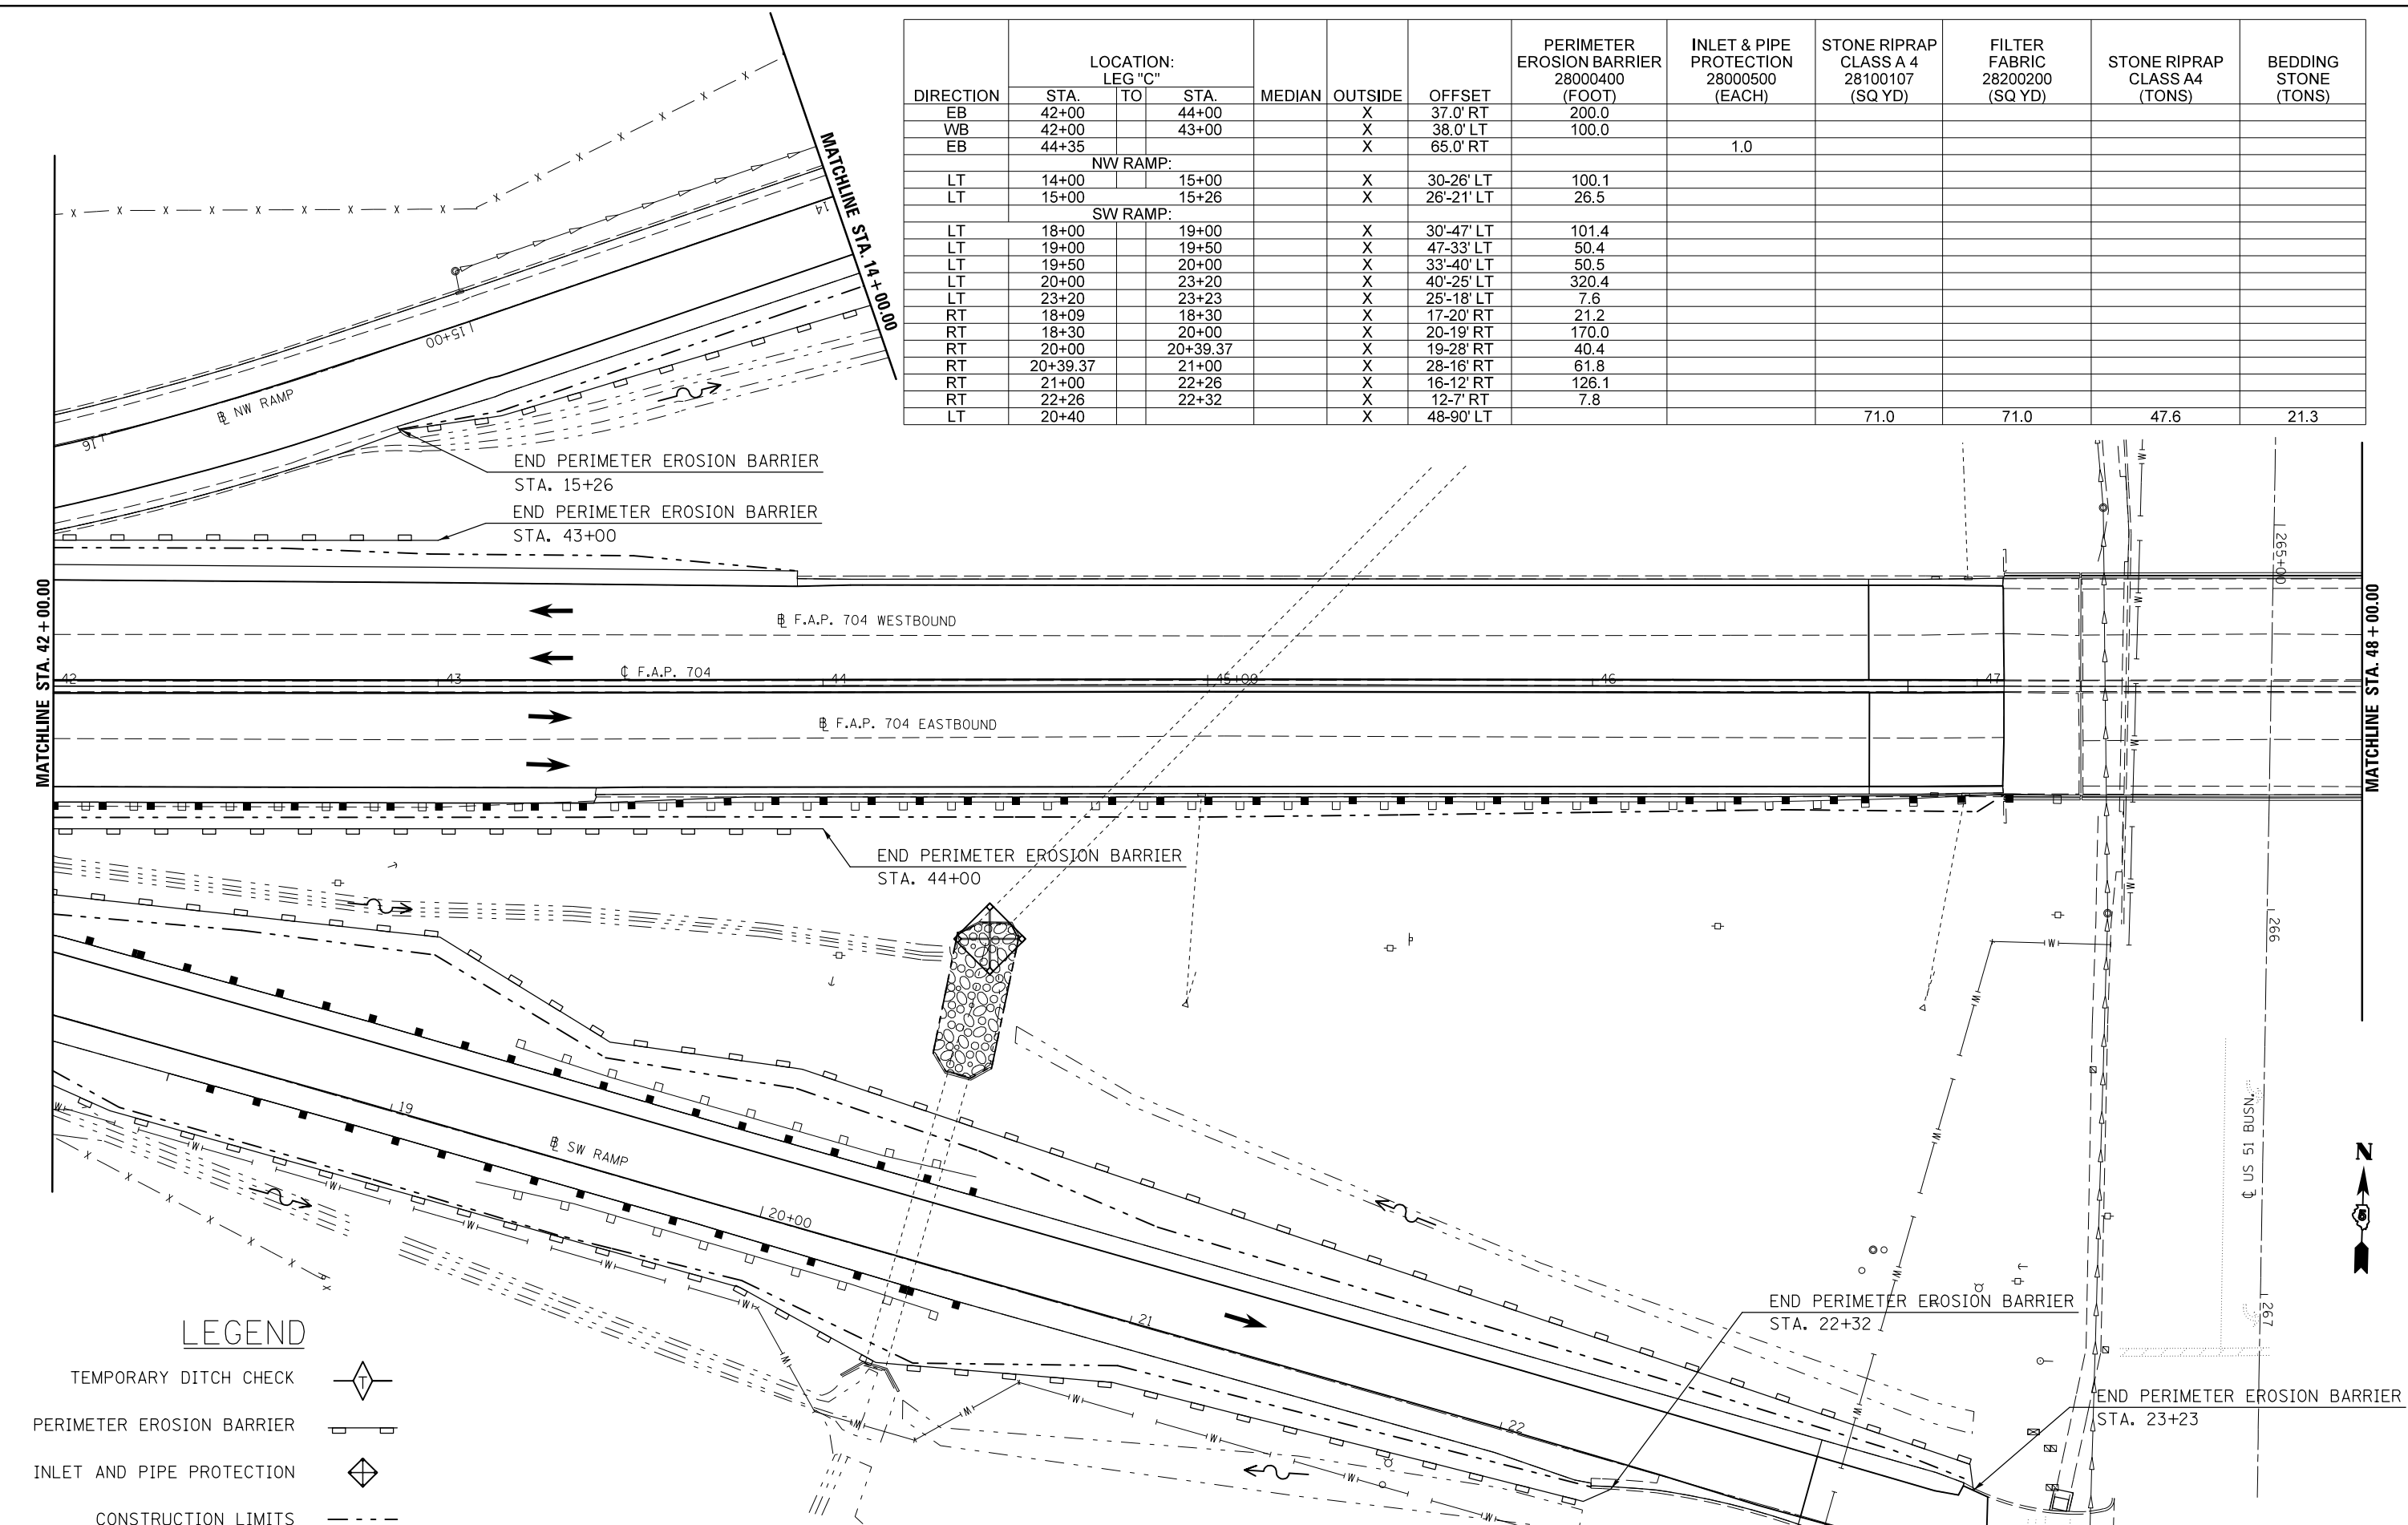 DIRECTION LOCATION: LEG "C" STA. TO STA. MEDIAN OUTSIDE OFFSET PERIMETER EROSION BARRIER 28000400 (FOOT) INLET & PIPE PROTECTION 28000500 (EACH) STONE RIPRAP CLASS A 4 28100107 (SQ YD) FILTER FABRIC 28200200 (SQ YD) STONE RIPRAP CLASS A4 (TONS) BEDDING STONE (TONS)
EB 42+00 44+00 X 37.0' RT 200.0
WB 42+00 43+00 X 38.0' LT 100.0
EB 44+35 X 65.0' RT 1.0
NW RAMP:
LT 14+00 15+00 X 30-26' LT 100.1
LT 15+00 15+26 X 26'-21' LT 26.5
SW RAMP:
LT 18+00 19+00 X 30'-47' LT 101.4
LT 19+00 19+50 X 47-33' LT 50.4
LT 19+50 20+00 X 33'-40' LT 50.5
LT 20+00 23+20 X 40'-25' LT 320.4
LT 23+20 23+23 X 25'-18' LT 7.6
RT 18+09 18+30 X 17-20' RT 21.2
RT 18+30 20+00 X 20-19' RT 170.0
RT 20+00 20+39.37 X 19-28' RT 40.4
RT 20+39.37 21+00 X 28-16' RT 61.8
RT 21+00 22+26 X 16-12' RT 126.1
RT 22+26 22+32 X 12-7' RT 7.8
LT 20+40 X 48-90' LT 71.0 71.0 47.6 21.3
MATCHLINE STA. 14+00.00
14
15+00
16
NW RAMP
END PERIMETER EROSION BARRIER
STA. 15+26
END PERIMETER EROSION BARRIER
STA. 43+00
MATCHLINE STA. 42+00.00
F.A.P. 704 WESTBOUND
℄ F.A.P. 704
42 43 44 45+00 46 47
F.A.P. 704 EASTBOUND
MATCHLINE STA. 48+00.00
265+00
266
267
END PERIMETER EROSION BARRIER
STA. 44+00
19
SW RAMP
20+00
21
22
℄ US 51 BUSN.
N
END PERIMETER EROSION BARRIER
STA. 22+32
END PERIMETER EROSION BARRIER
STA. 23+23
LEGEND
TEMPORARY DITCH CHECK T
PERIMETER EROSION BARRIER
INLET AND PIPE PROTECTION
CONSTRUCTION LIMITS